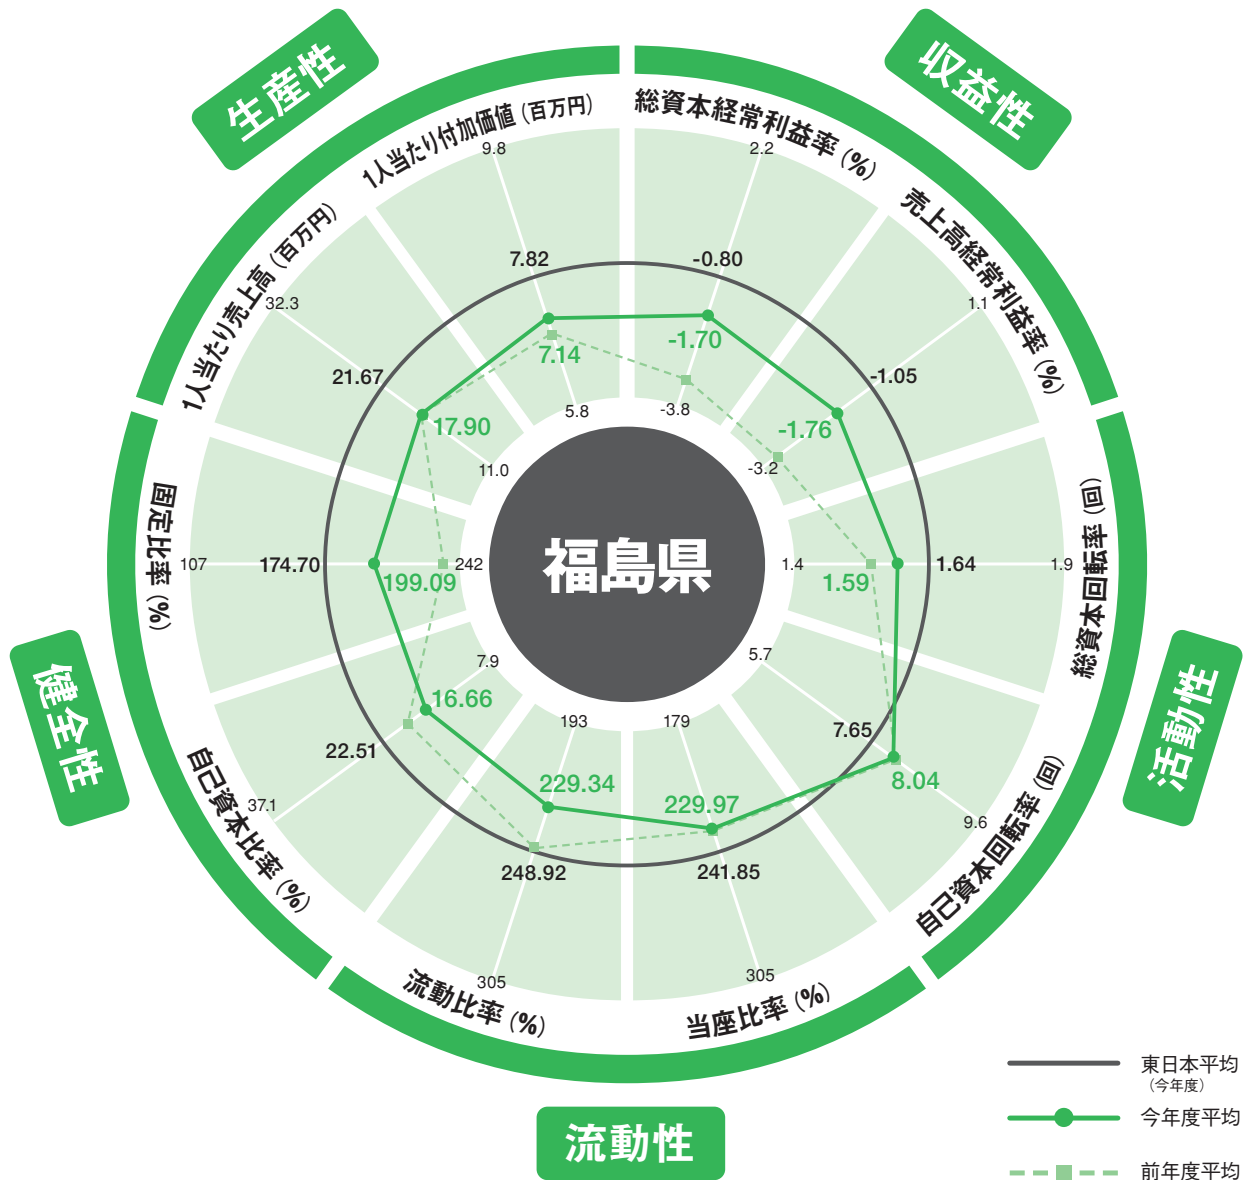 生産性
収益性
1人当たり付加価値（百万円）
総資本経常利益率（%）
9.8
2.2
1人当たり売上高（百万円）
売上高経常利益率（%）
7.82
-0.80
32.3
1.1
-1.70
7.14
21.67
-1.05
5.8
-3.8
17.90
-1.76
11.0
-3.2
固定比率（%）
総資本回転率（回）
107
174.70
199.09
242
福島県
1.4
1.59
1.64
1.9
健全性
活動性
7.9
5.7
16.66
193
179
22.51
7.65
229.34
229.97
8.04
自己資本比率（%）
自己資本回転率（回）
37.1
9.6
248.92
241.85
305
305
流動比率（%）
当座比率（%）
流動性
東日本平均
（今年度）
今年度平均
前年度平均